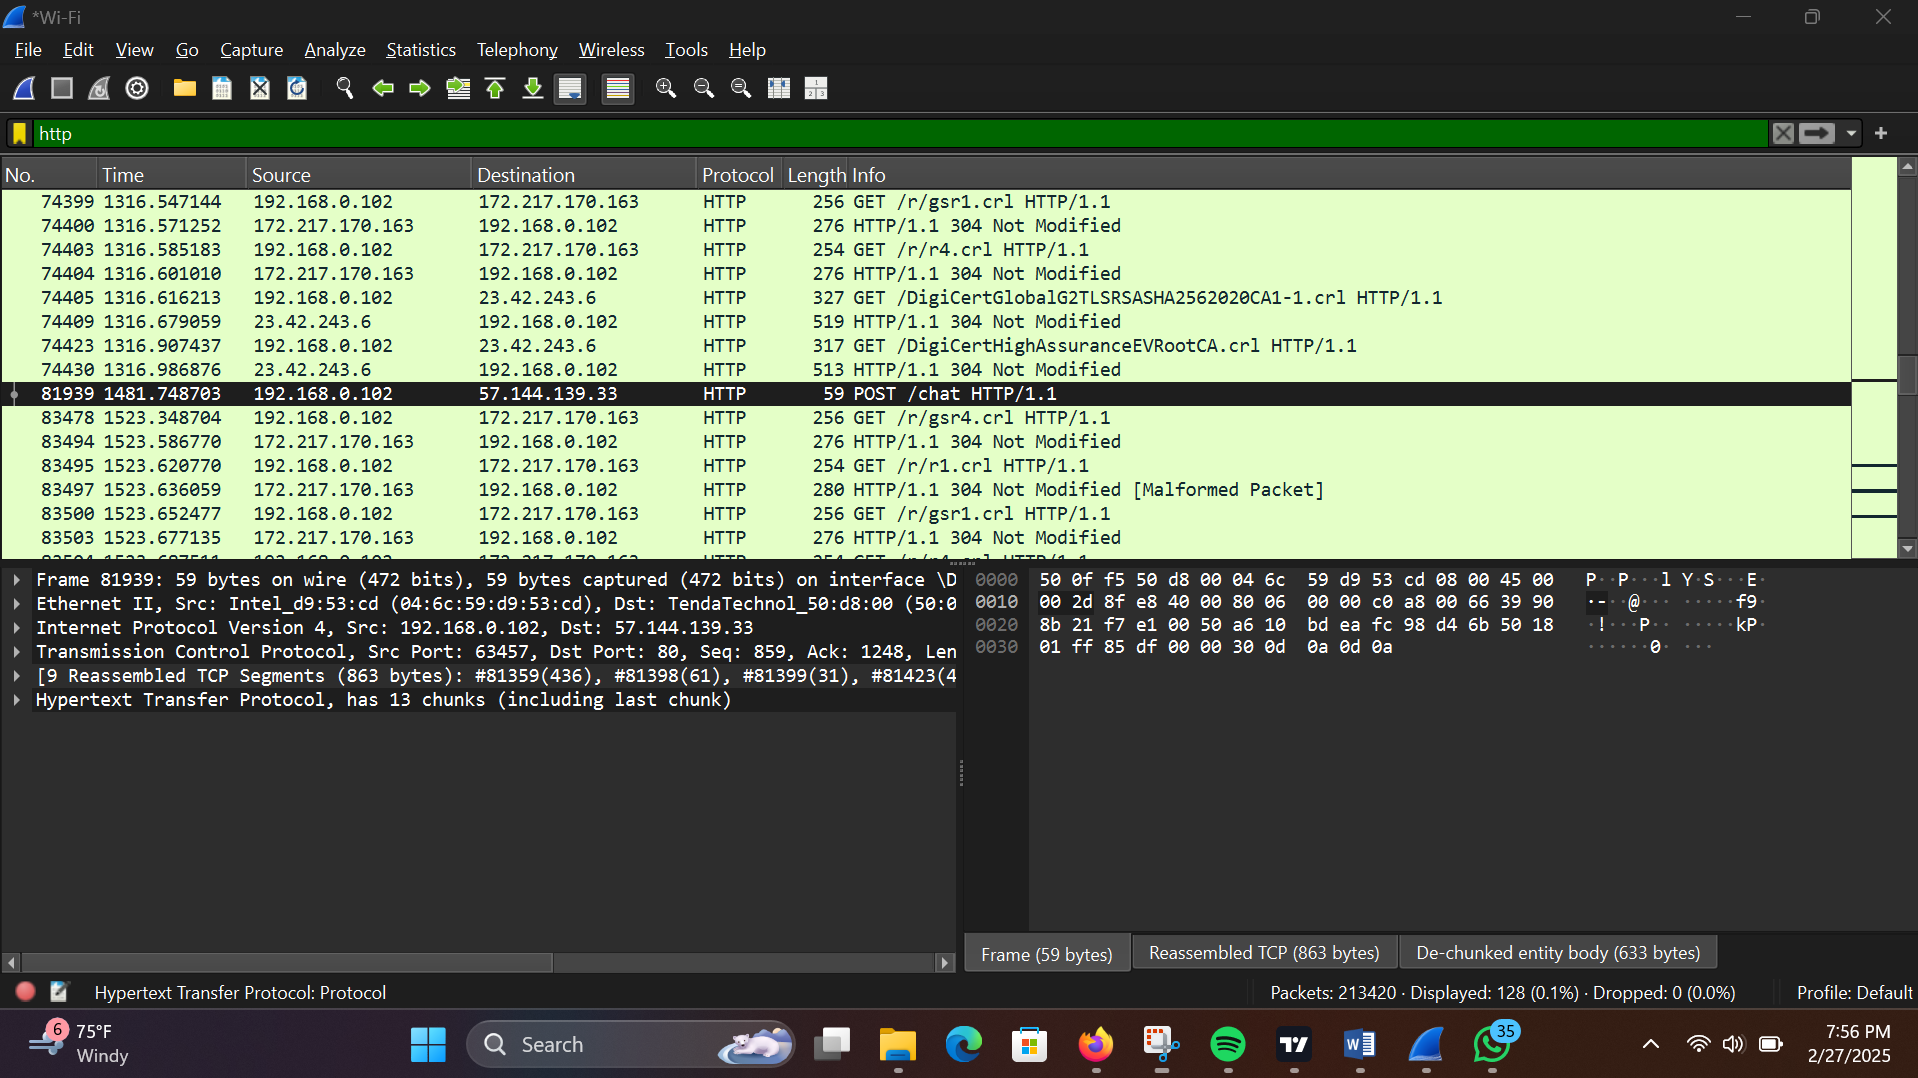 *Wi-Fi
File Edit View Go Capture Analyze Statistics Telephony Wireless Tools Help
http
No. Time Source Destination Protocol Length Info
74399 1316.547144 192.168.0.102 172.217.170.163 HTTP 256 GET /r/gsr1.crl HTTP/1.1
74400 1316.571252 172.217.170.163 192.168.0.102 HTTP 276 HTTP/1.1 304 Not Modified
74403 1316.585183 192.168.0.102 172.217.170.163 HTTP 254 GET /r/r4.crl HTTP/1.1
74404 1316.601010 172.217.170.163 192.168.0.102 HTTP 276 HTTP/1.1 304 Not Modified
74405 1316.616213 192.168.0.102 23.42.243.6 HTTP 327 GET /DigiCertGlobalG2TLSRSASHA2562020CA1-1.crl HTTP/1.1
74409 1316.679059 23.42.243.6 192.168.0.102 HTTP 519 HTTP/1.1 304 Not Modified
74423 1316.907437 192.168.0.102 23.42.243.6 HTTP 317 GET /DigiCertHighAssuranceEVRootCA.crl HTTP/1.1
74430 1316.986876 23.42.243.6 192.168.0.102 HTTP 513 HTTP/1.1 304 Not Modified
81939 1481.748703 192.168.0.102 57.144.139.33 HTTP 59 POST /chat HTTP/1.1
83478 1523.348704 192.168.0.102 172.217.170.163 HTTP 256 GET /r/gsr4.crl HTTP/1.1
83494 1523.586770 172.217.170.163 192.168.0.102 HTTP 276 HTTP/1.1 304 Not Modified
83495 1523.620770 192.168.0.102 172.217.170.163 HTTP 254 GET /r/r1.crl HTTP/1.1
83497 1523.636059 172.217.170.163 192.168.0.102 HTTP 280 HTTP/1.1 304 Not Modified [Malformed Packet]
83500 1523.652477 192.168.0.102 172.217.170.163 HTTP 256 GET /r/gsr1.crl HTTP/1.1
83503 1523.677135 172.217.170.163 192.168.0.102 HTTP 276 HTTP/1.1 304 Not Modified
Frame 81939: 59 bytes on wire (472 bits), 59 bytes captured (472 bits) on interface \D
Ethernet II, Src: Intel_d9:53:cd (04:6c:59:d9:53:cd), Dst: TendaTechnol_50:d8:00 (50:0
Internet Protocol Version 4, Src: 192.168.0.102, Dst: 57.144.139.33
Transmission Control Protocol, Src Port: 63457, Dst Port: 80, Seq: 859, Ack: 1248, Len
[9 Reassembled TCP Segments (863 bytes): #81359(436), #81398(61), #81399(31), #81423(4
Hypertext Transfer Protocol, has 13 chunks (including last chunk)
0000 50 0f f5 50 d8 00 04 6c 59 d9 53 cd 08 00 45 00 P··P···l Y·S···E·
0010 00 2d 8f e8 40 00 80 06 00 00 c0 a8 00 66 39 90 ·-··@··· ·····f9·
0020 8b 21 f7 e1 00 50 a6 10 bd ea fc 98 d4 6b 50 18 ·!···P·· ·····kP·
0030 01 ff 85 df 00 00 30 0d 0a 0d 0a ······0· ···
Frame (59 bytes) Reassembled TCP (863 bytes) De-chunked entity body (633 bytes)
Hypertext Transfer Protocol: Protocol
Packets: 213420 · Displayed: 128 (0.1%) · Dropped: 0 (0.0%)
Profile: Default
6
75°F
Windy
Search
35
7:56 PM
2/27/2025